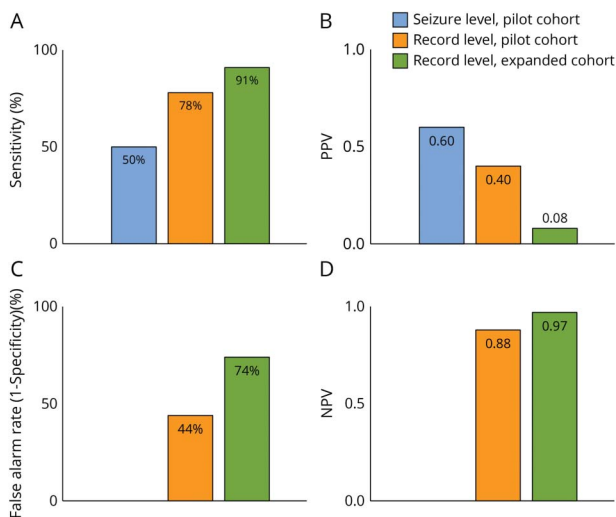 A
Sensitivity (%)
100
50
0
50%
78%
91%
B
Seizure level, pilot cohort
Record level, pilot cohort
Record level, expanded cohort
PPV
1.0
0.5
0.0
0.60
0.40
0.08
C
False alarm rate (1-Specificity)(%)
100
50
0
44%
74%
D
NPV
1.0
0.5
0.0
0.88
0.97